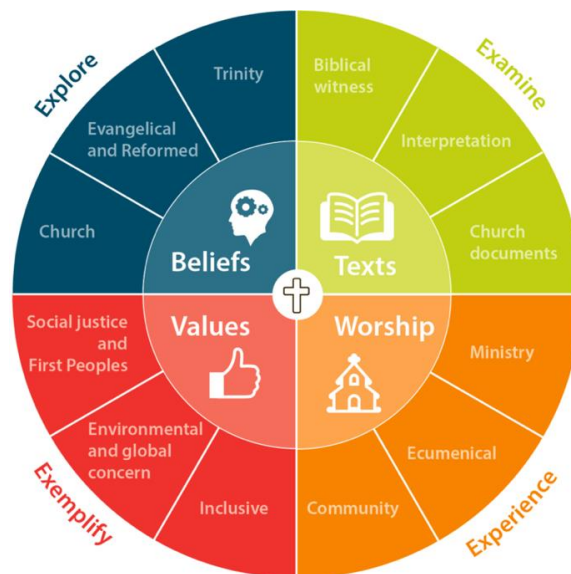 Explore
Trinity
Evangelical
and Reformed
Church
Beliefs
Examine
Biblical
witness
Interpretation
Church
documents
Texts
Values
Social justice
and
First Peoples
Environmental
and global
concern
Inclusive
Exemplify
Worship
Ministry
Ecumenical
Community
Experience